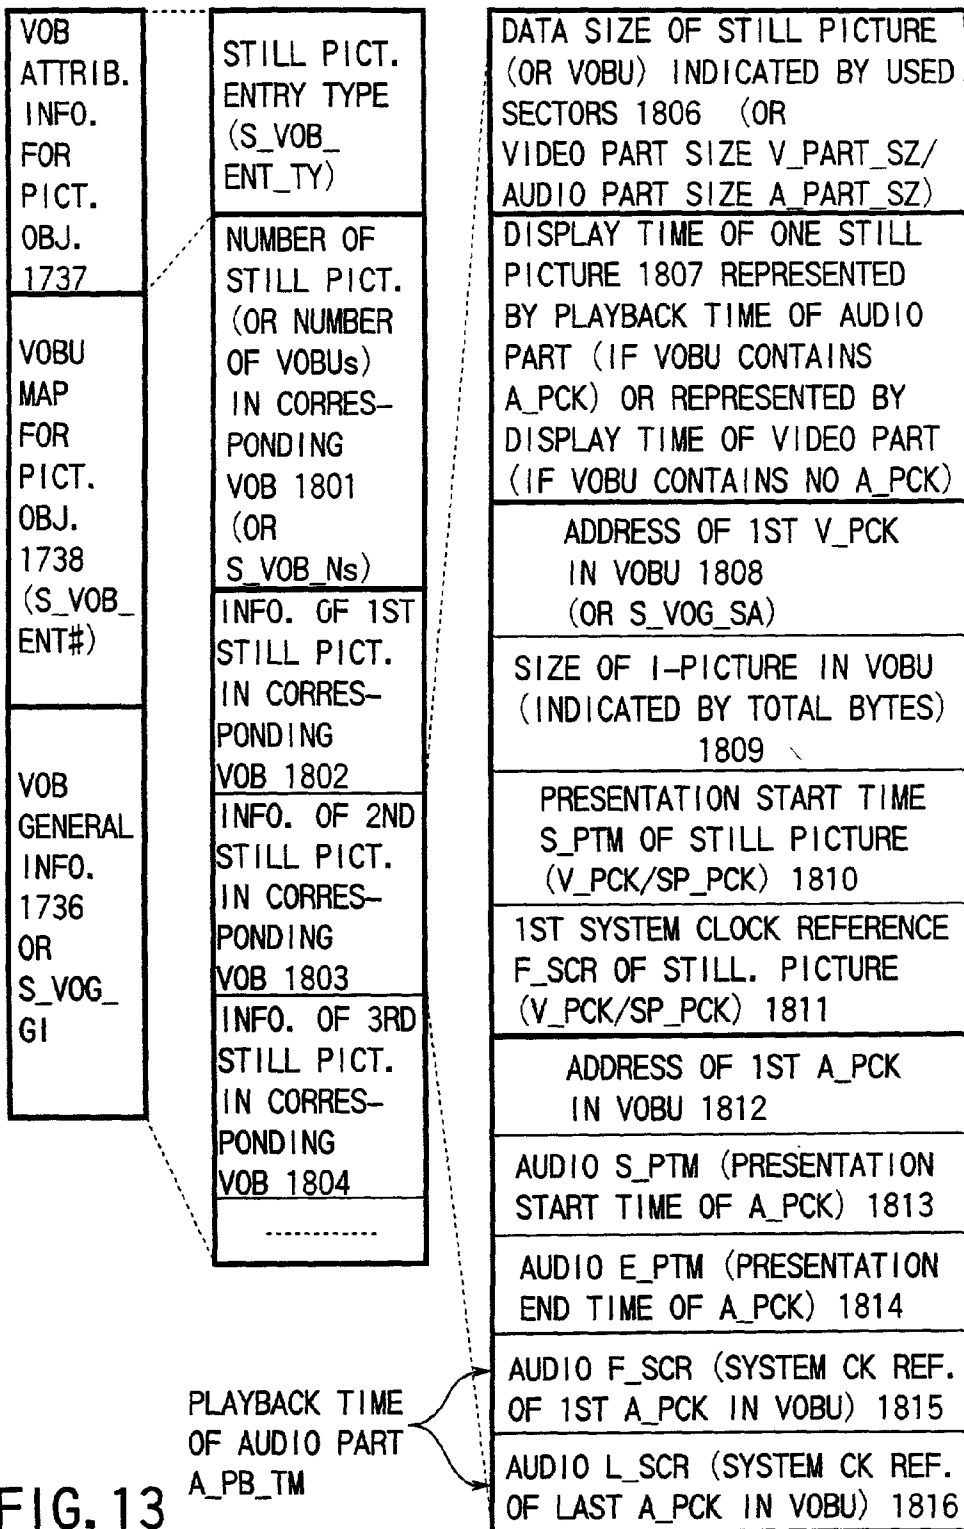 VOB
ATTRIB.
INFO.
FOR
PICT.
OBJ.
1737
VOBU
MAP
FOR
PICT.
OBJ.
1738
(S_VOB_
ENT#)
VOB
GENERAL
INFO.
1736
OR
S_VOG_
GI
STILL PICT.
ENTRY TYPE
(S_VOB_
ENT_TY)
NUMBER OF
STILL PICT.
(OR NUMBER
OF VOBUs)
IN CORRES-
PONDING
VOB 1801
(OR
S_VOB_Ns)
INFO. OF 1ST
STILL PICT.
IN CORRES-
PONDING
VOB 1802
INFO. OF 2ND
STILL PICT.
IN CORRES-
PONDING
VOB 1803
INFO. OF 3RD
STILL PICT.
IN CORRES-
PONDING
VOB 1804
...........
DATA SIZE OF STILL PICTURE
(OR VOBU) INDICATED BY USED
SECTORS 1806 (OR
VIDEO PART SIZE V_PART_SZ/
AUDIO PART SIZE A_PART_SZ)
DISPLAY TIME OF ONE STILL
PICTURE 1807 REPRESENTED
BY PLAYBACK TIME OF AUDIO
PART (IF VOBU CONTAINS
A_PCK) OR REPRESENTED BY
DISPLAY TIME OF VIDEO PART
(IF VOBU CONTAINS NO A_PCK)
ADDRESS OF 1ST V_PCK
IN VOBU 1808
(OR S_VOG_SA)
SIZE OF I-PICTURE IN VOBU
(INDICATED BY TOTAL BYTES)
1809
PRESENTATION START TIME
S_PTM OF STILL PICTURE
(V_PCK/SP_PCK) 1810
1ST SYSTEM CLOCK REFERENCE
F_SCR OF STILL. PICTURE
(V_PCK/SP_PCK) 1811
ADDRESS OF 1ST A_PCK
IN VOBU 1812
AUDIO S_PTM (PRESENTATION
START TIME OF A_PCK) 1813
AUDIO E_PTM (PRESENTATION
END TIME OF A_PCK) 1814
AUDIO F_SCR (SYSTEM CK REF.
OF 1ST A_PCK IN VOBU) 1815
AUDIO L_SCR (SYSTEM CK REF.
OF LAST A_PCK IN VOBU) 1816
PLAYBACK TIME
OF AUDIO PART
A_PB_TM
FIG. 13